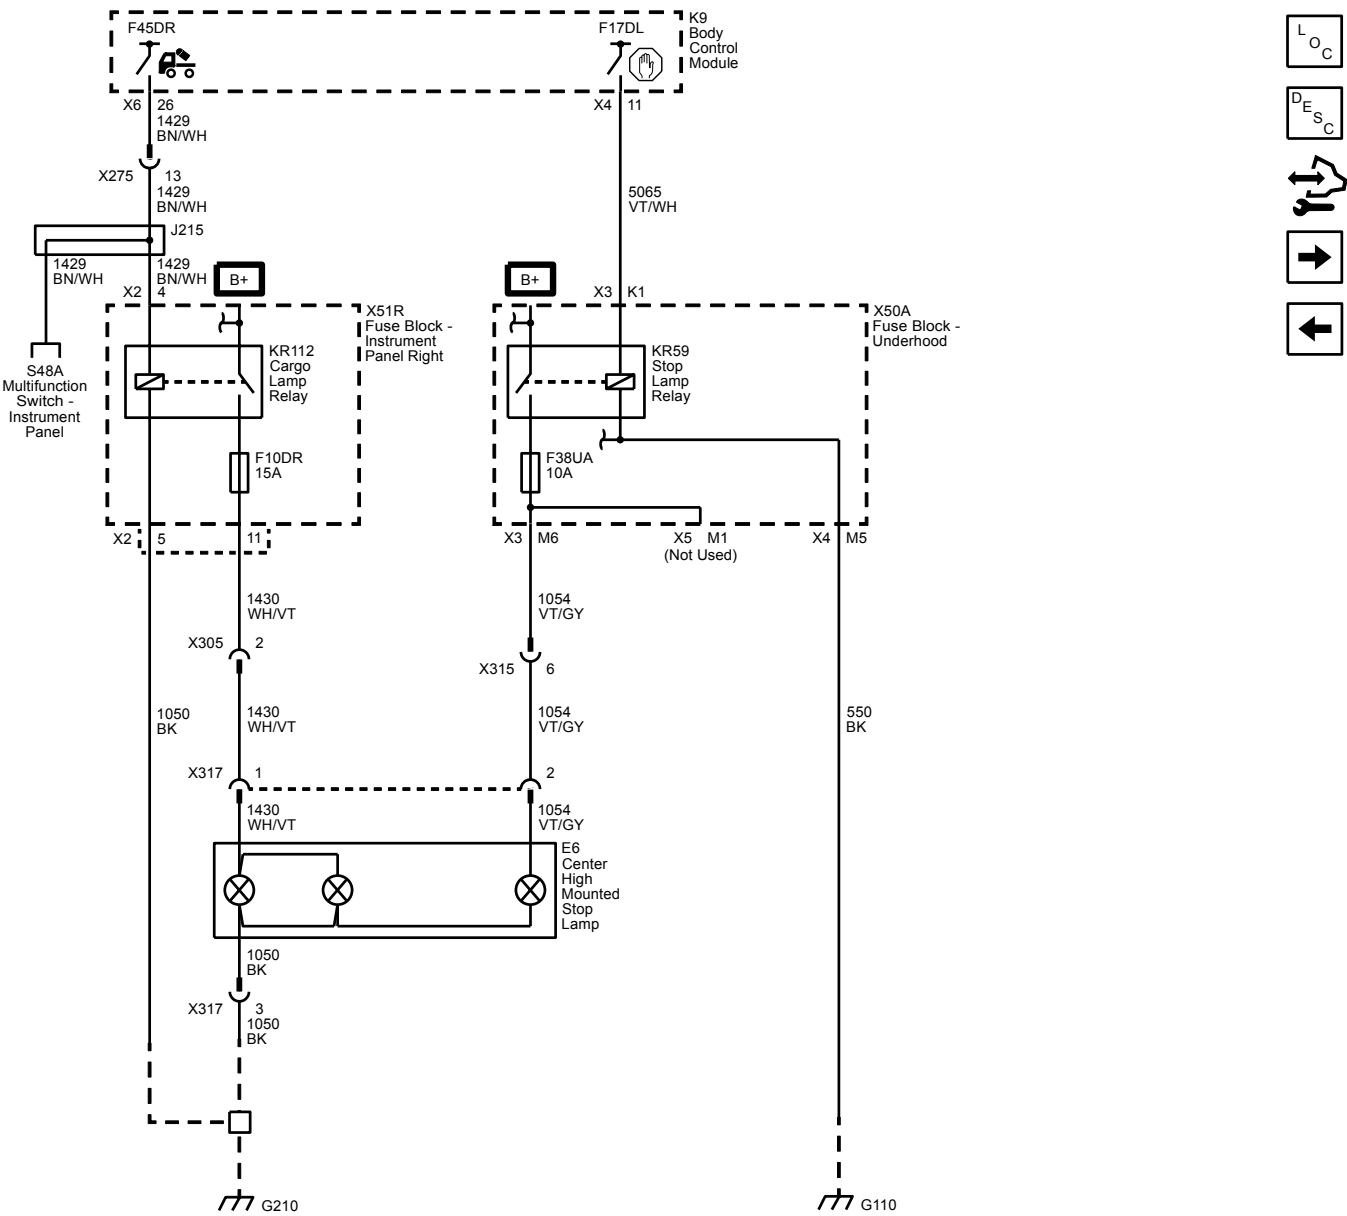 F45DR
F17DL
K9
Body
Control
Module
L
O
C
X6 26
1429
BN/WH
X4 11
D
E
S
C
X275 13
1429
BN/WH
5065
VT/WH
J215
1429
BN/WH
1429
BN/WH
B+
B+
X2 4
X3 K1
X51R
Fuse Block -
Instrument
Panel Right
X50A
Fuse Block -
Underhood
KR112
Cargo
Lamp
Relay
KR59
Stop
Lamp
Relay
S48A
Multifunction
Switch -
Instrument
Panel
F10DR
15A
F38UA
10A
X2 5 11
X3 M6
X5 M1
(Not Used)
X4 M5
1430
WH/VT
1054
VT/GY
X305 2
X315 6
1050
BK
1430
WH/VT
1054
VT/GY
550
BK
X317 1
2
1430
WH/VT
1054
VT/GY
E6
Center
High
Mounted
Stop
Lamp
1050
BK
X317 3
1050
BK
G210
G110